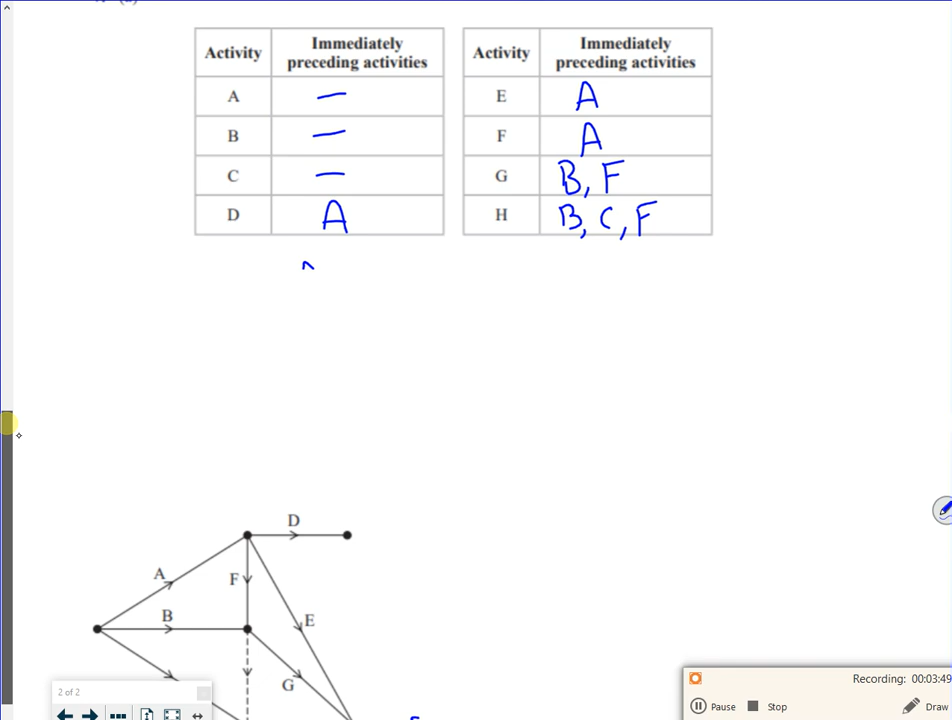 Activity Immediately preceding activities Activity Immediately preceding activities
A — E A
B — F A
C — G B, F
D A H B, C, F
D
A F
B E
G
2 of 2
Recording: 00:03:49
Pause Stop Draw